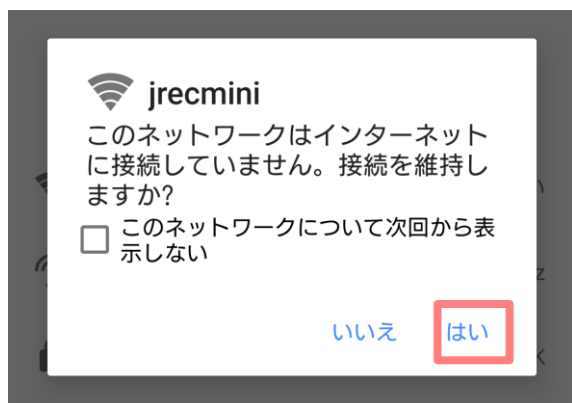 jrecmini
このネットワークはインターネット
に接続していません。接続を維持し
ますか?
このネットワークについて次回から表
示しない
いいえ
はい